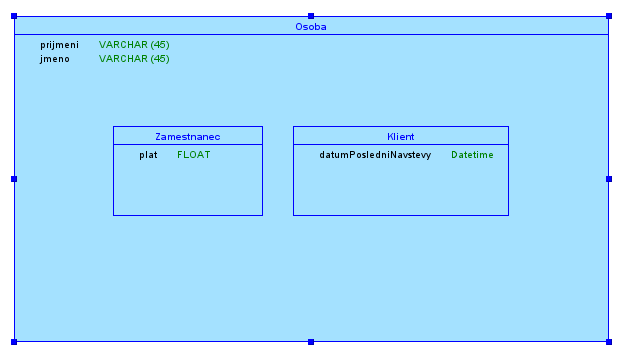 Osoba
prijmeni VARCHAR (45)
jmeno VARCHAR (45)
Zamestnanec
plat FLOAT
Klient
datumPosledniNavstevy Datetime